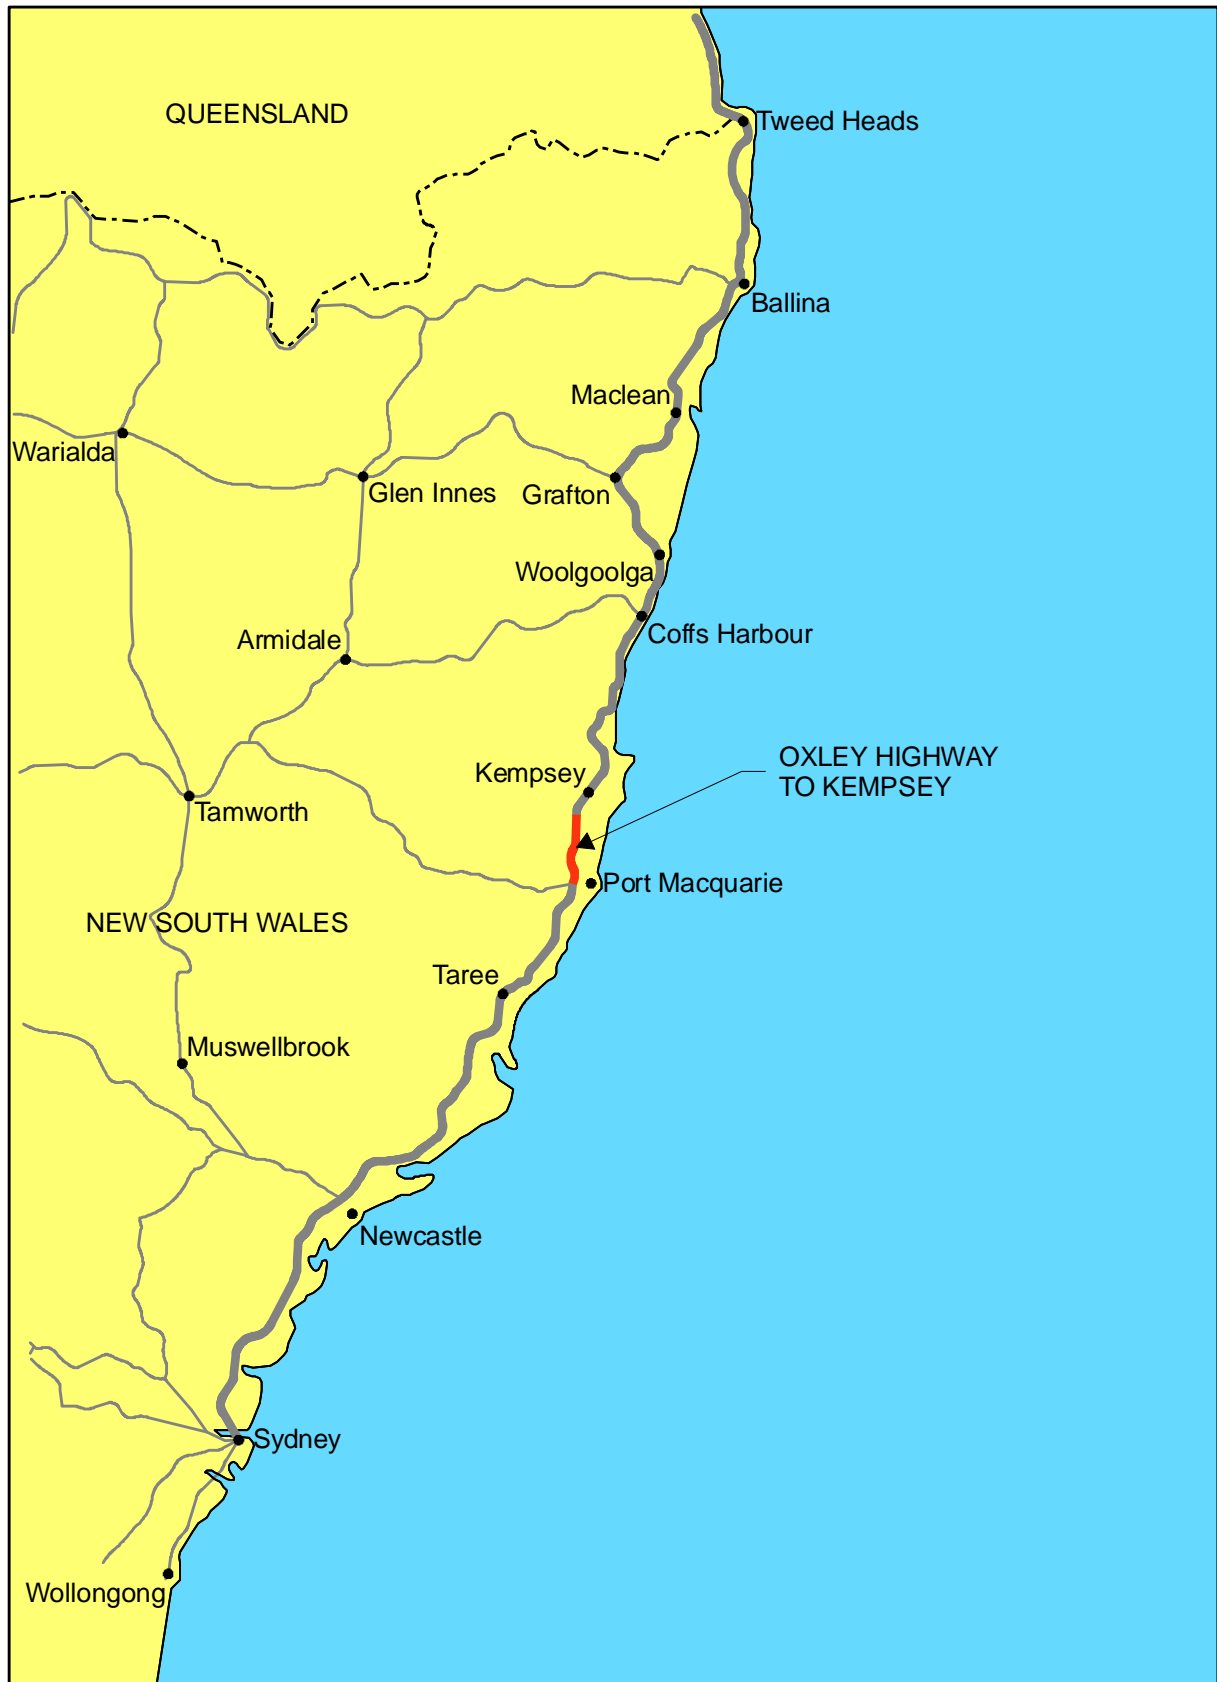 QUEENSLAND
Tweed Heads
Ballina
Maclean
Warialda
Glen Innes
Grafton
Woolgoolga
Armidale
Coffs Harbour
OXLEY HIGHWAY
TO KEMPSEY
Kempsey
Tamworth
Port Macquarie
NEW SOUTH WALES
Taree
Muswellbrook
Newcastle
Sydney
Wollongong